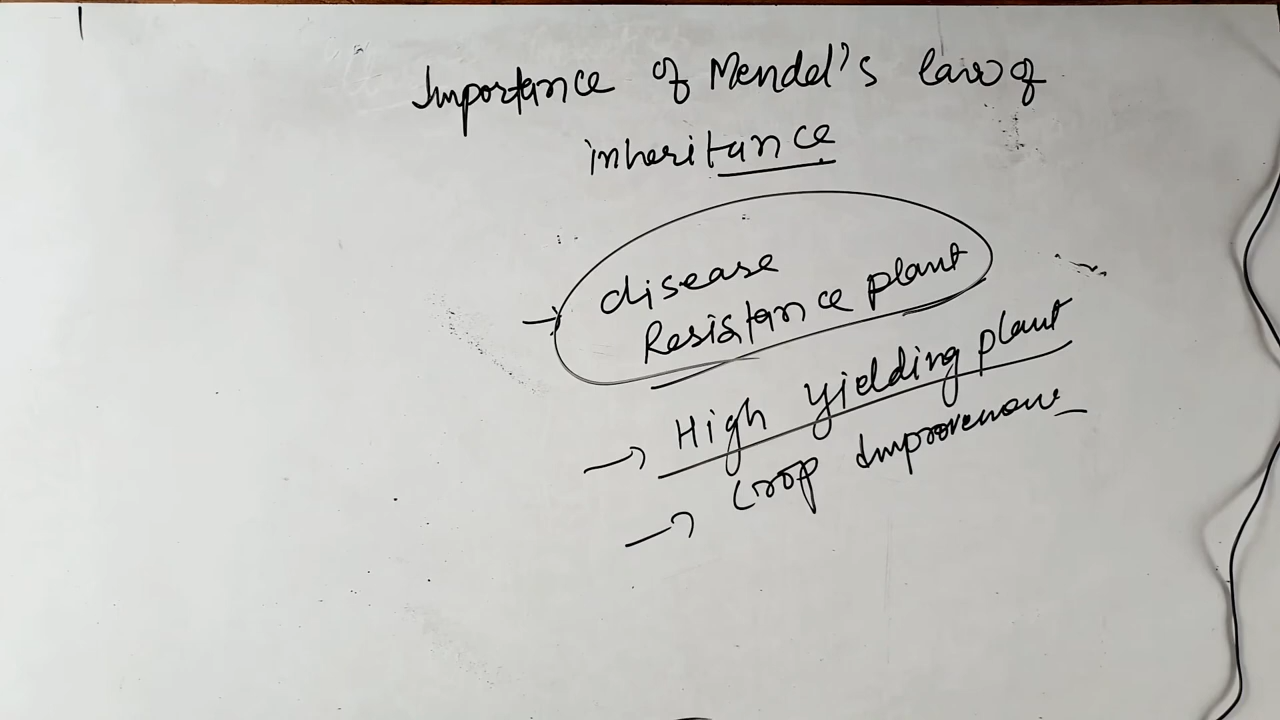 Importance of Mendel's law of
inheritance
→ disease
Resistance plant
→ High yielding plant
→ Crop Improvement